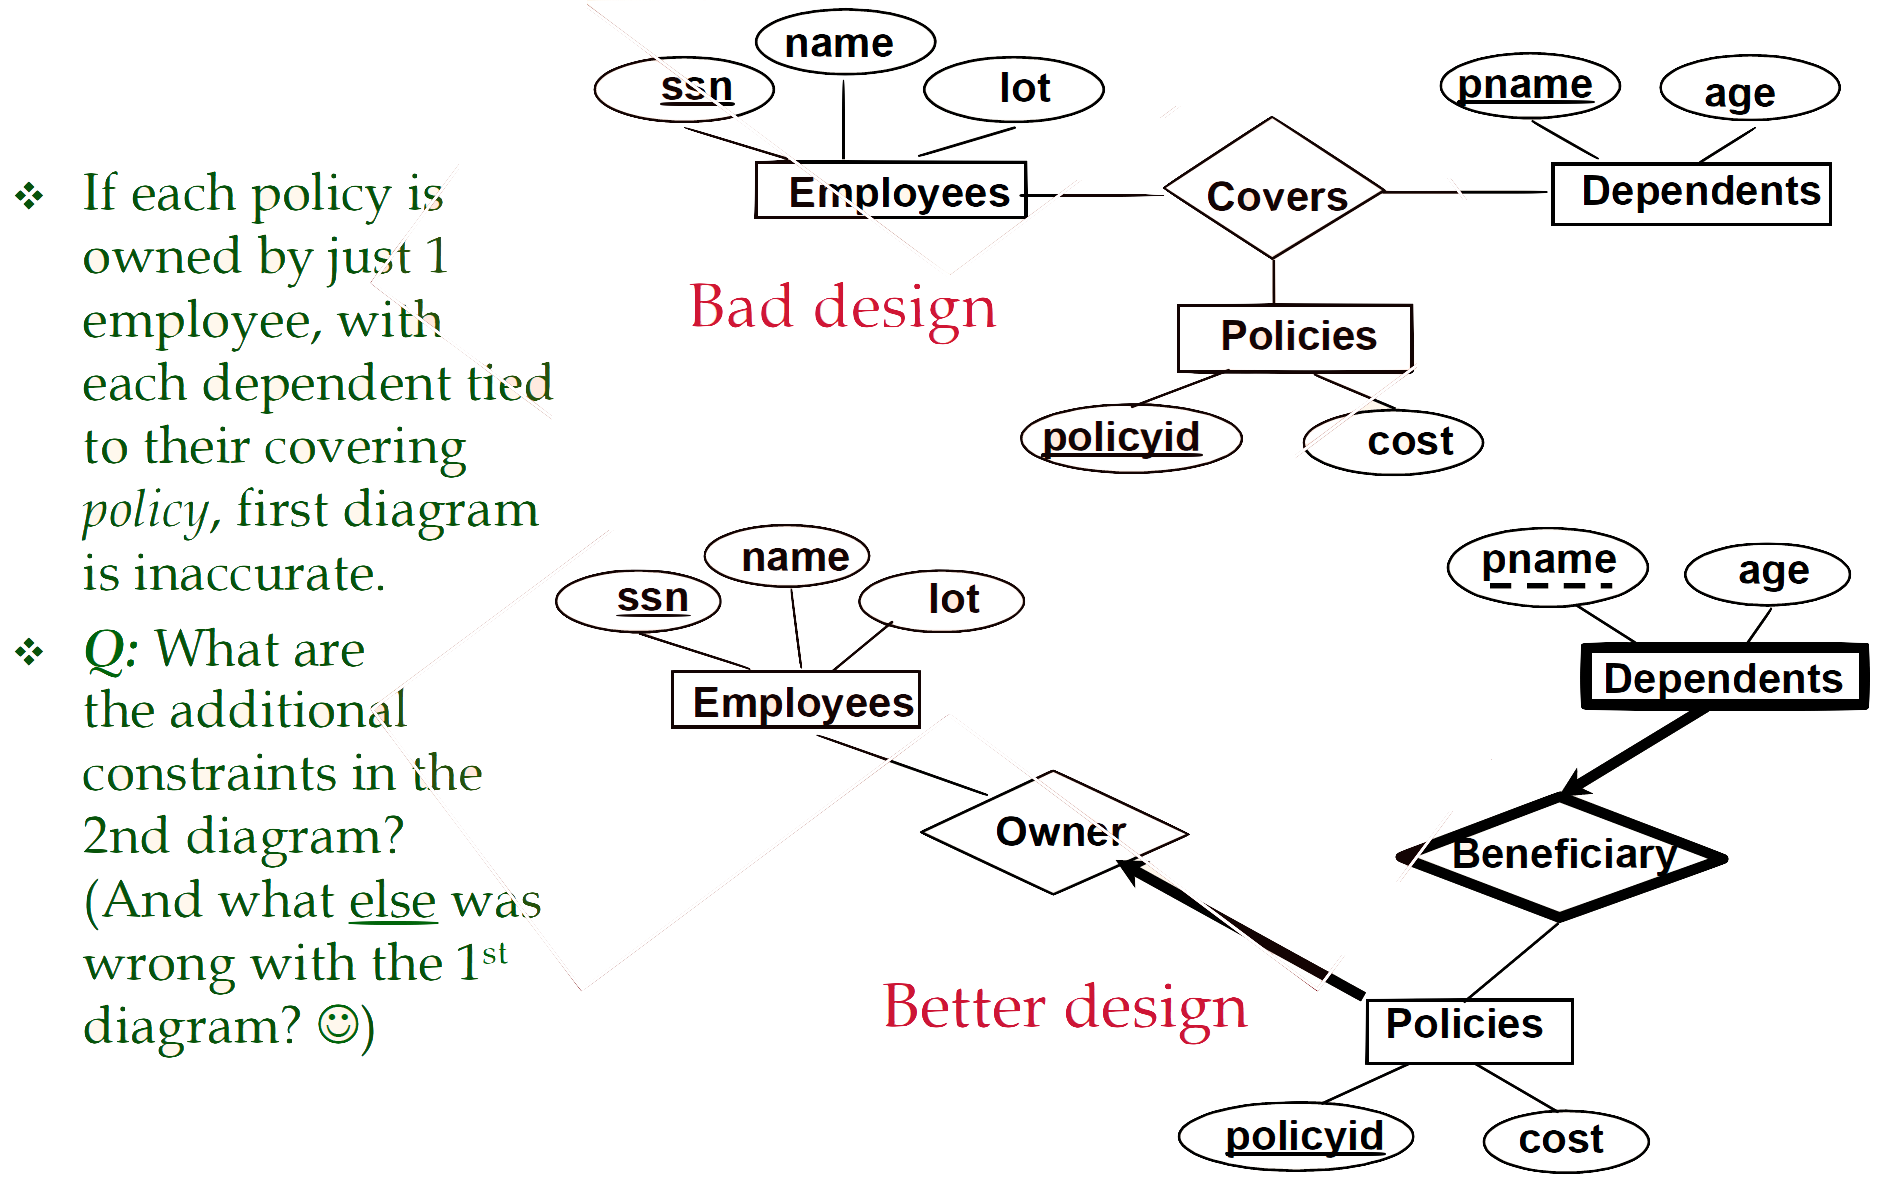 ❖ If each policy is
owned by just 1
employee, with
each dependent tied
to their covering
policy, first diagram
is inaccurate.
❖ Q: What are
the additional
constraints in the
2nd diagram?
(And what else was
wrong with the 1st
diagram? ☺)
name
ssn
lot
Employees
Covers
pname
age
Dependents
Bad design
Policies
policyid
cost
name
ssn
lot
Employees
pname
age
Dependents
Owner
Beneficiary
Better design
Policies
policyid
cost